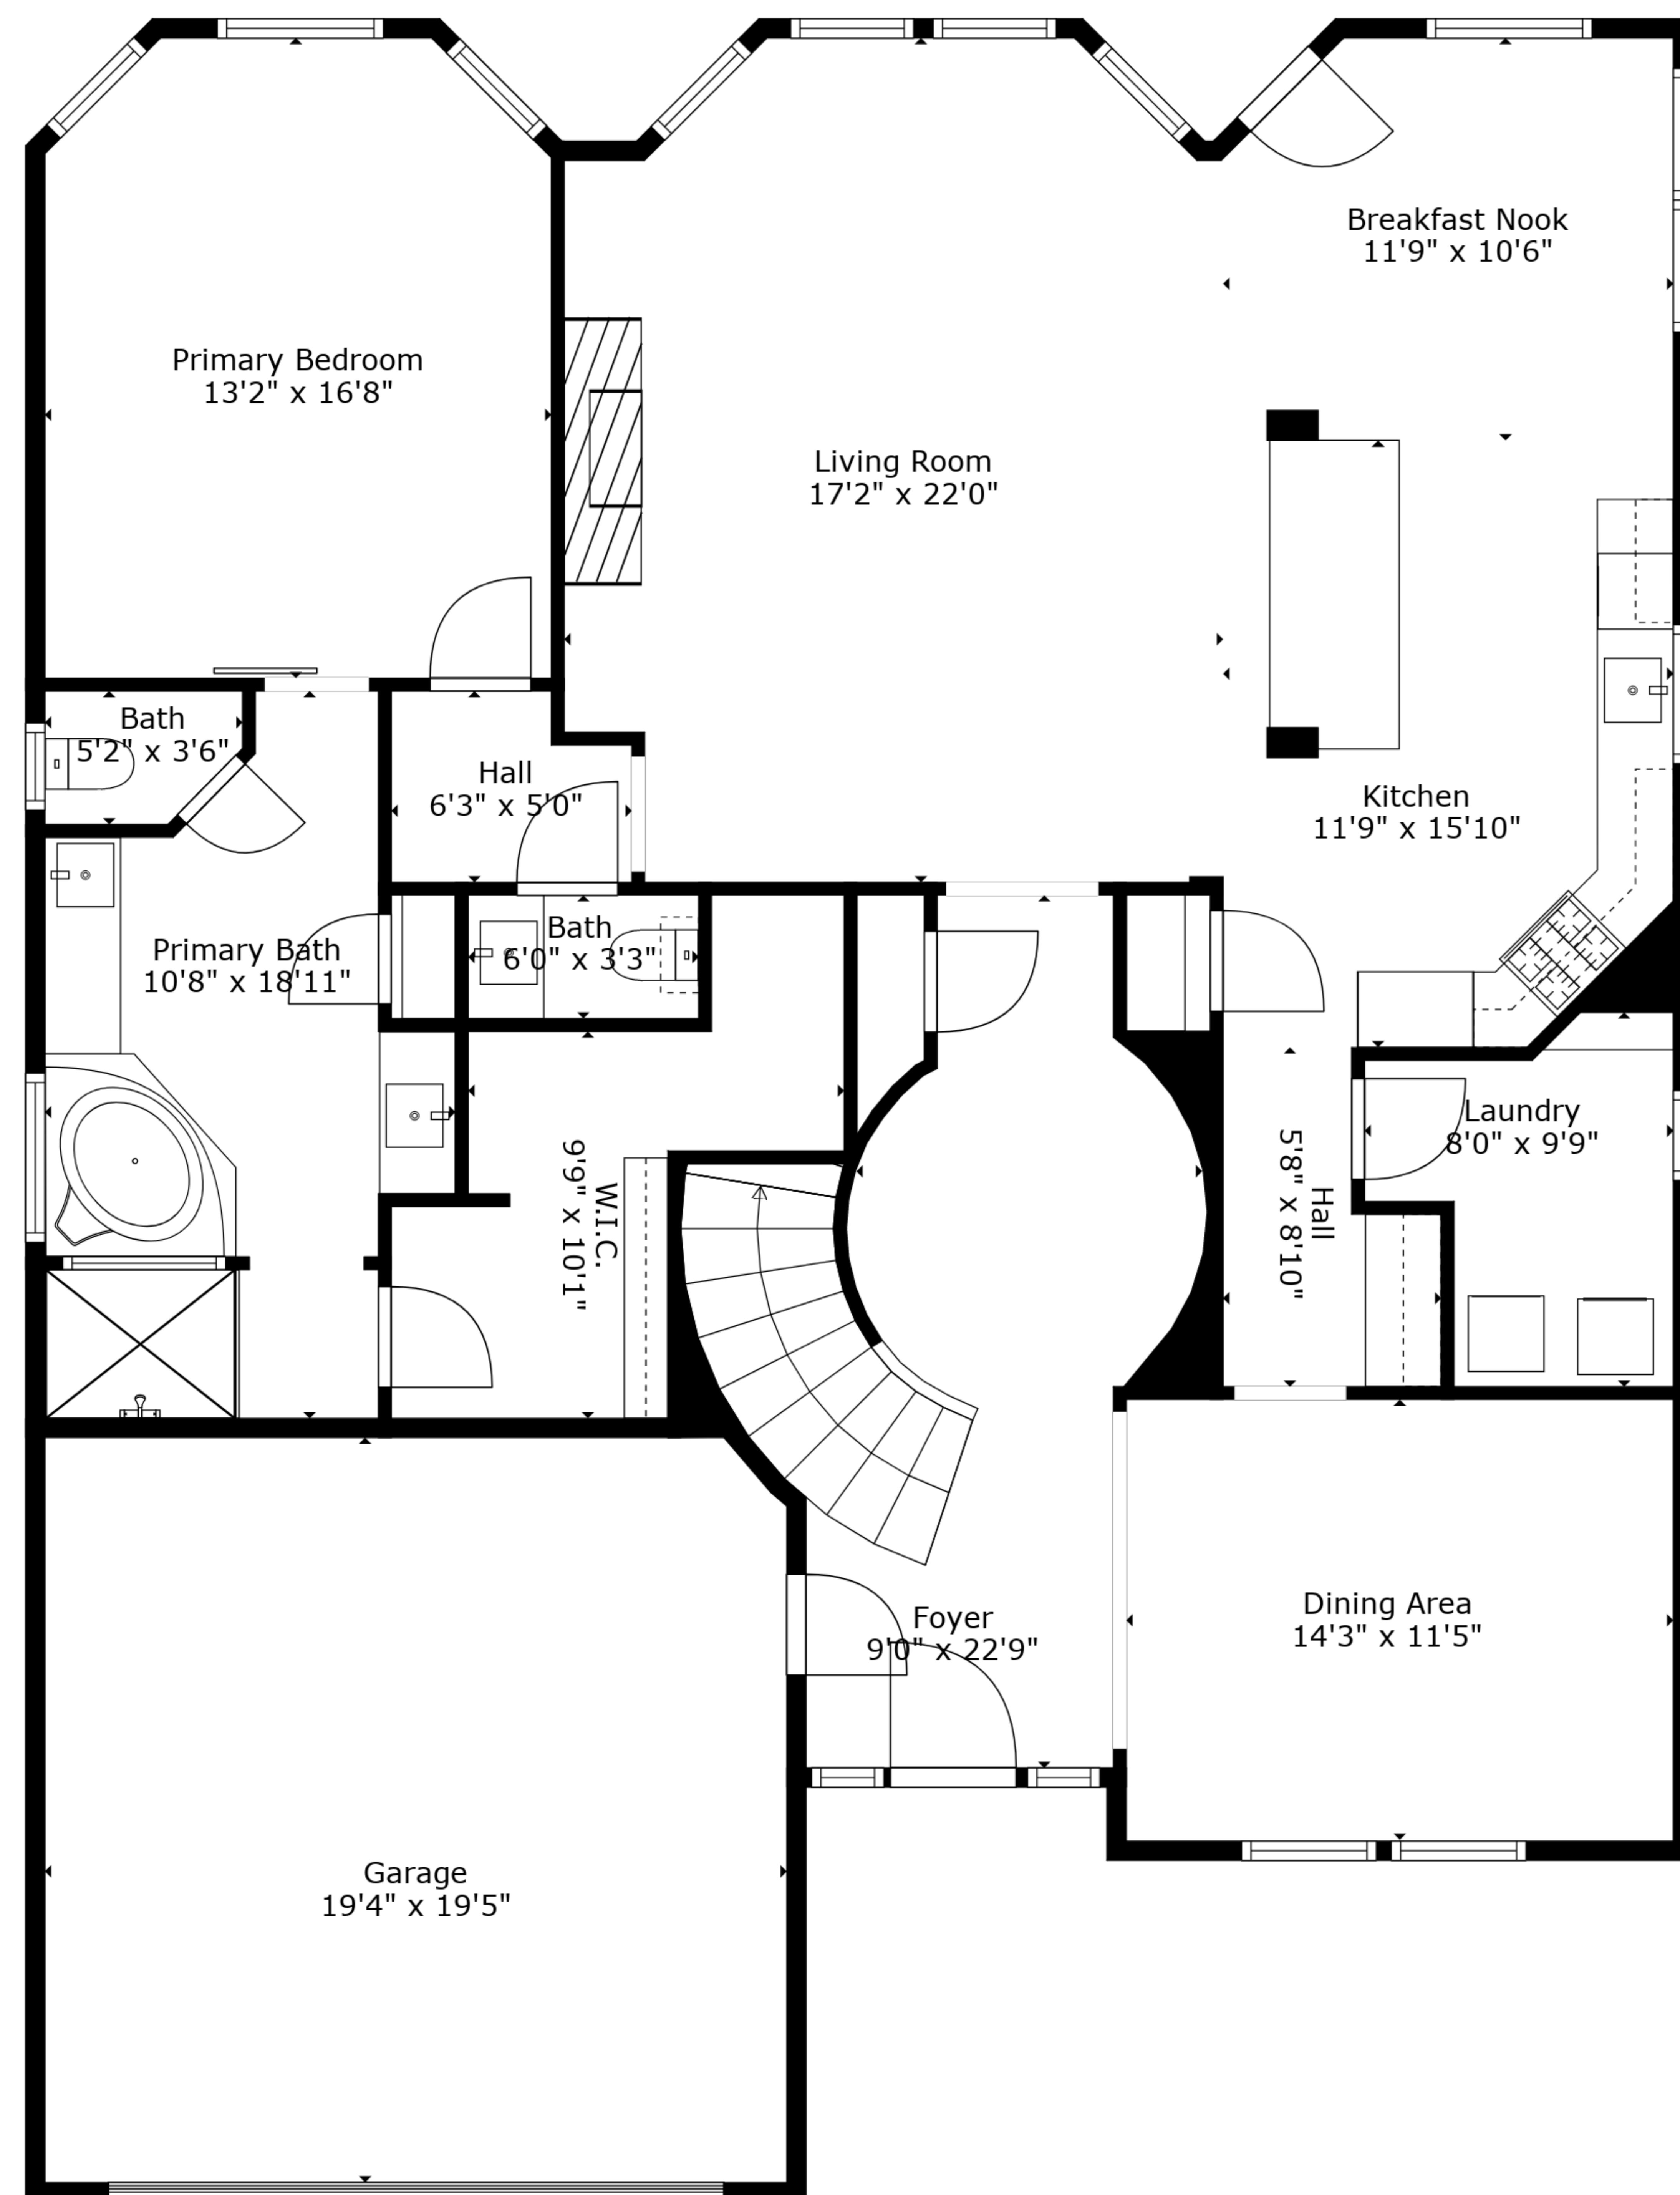 Breakfast Nook
11'9" x 10'6"
Primary Bedroom
13'2" x 16'8"
Living Room
17'2" x 22'0"
Bath
5'2" x 3'6"
Hall
6'3" x 5'0"
Kitchen
11'9" x 15'10"
Primary Bath
10'8" x 18'11"
Bath
6'0" x 3'3"
Laundry
8'0" x 9'9"
W.I.C.
9'9" x 10'1"
Hall
5'8" x 8'10"
Foyer
9'0" x 22'9"
Dining Area
14'3" x 11'5"
Garage
19'4" x 19'5"